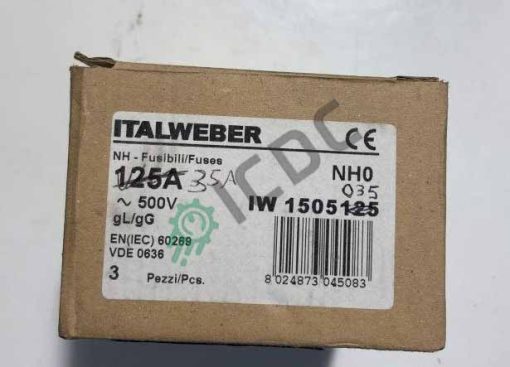 ITALWEBER CE
NH - Fusibili/Fuses
125A 35A NH0
035
~ 500V IW 1505125
gL/gG
EN(IEC) 60269
VDE 0636
3 Pezzi/Pcs.
8 024873 045083
ICDC